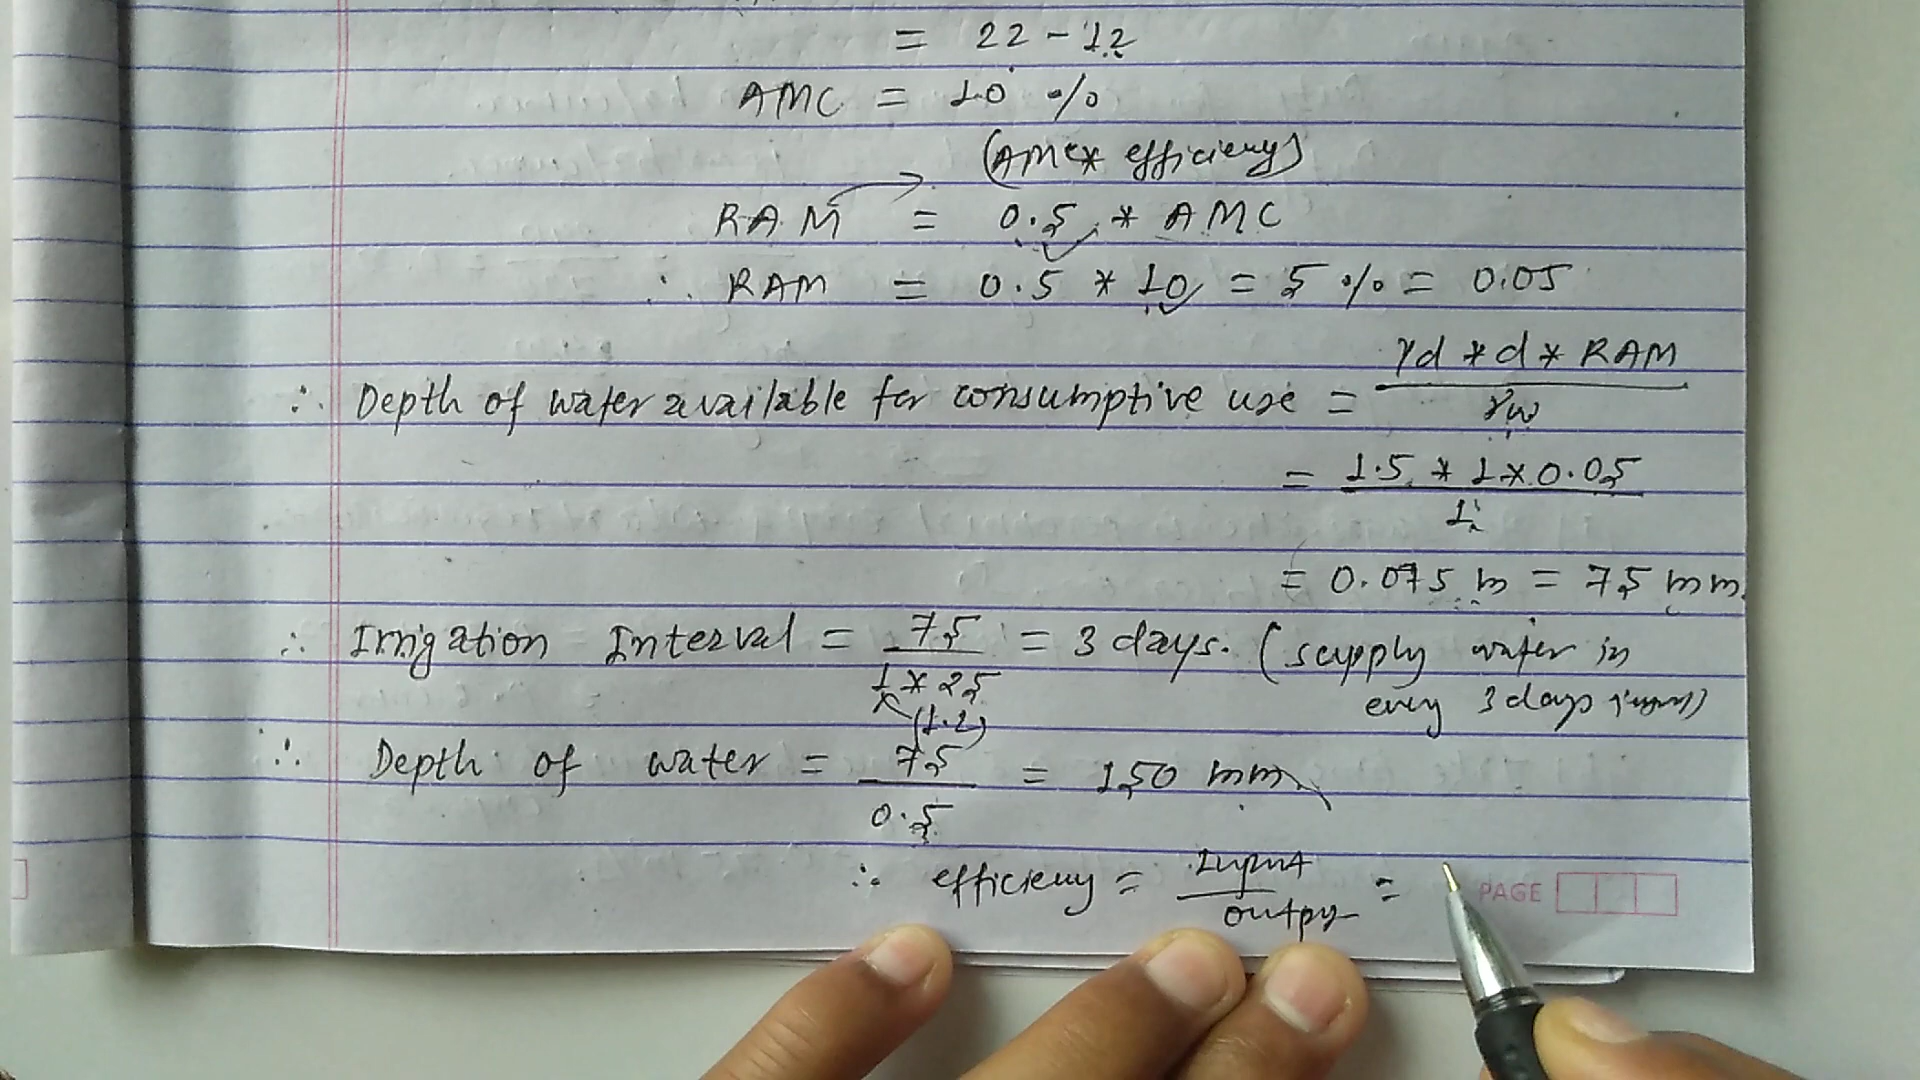 = 22 - 12
AMC = 10 %
(AMC * efficiency)
RAM = 0.5 * AMC
∴ RAM = 0.5 * 10 = 5 % = 0.05
∴ Depth of water available for consumptive use = γd * d * RAM / γw
= 1.5 * 1 * 0.05 / 1
= 0.075 m = 75 mm
∴ Irrigation Interval = 75 / 1 * 25 = 3 days. (supply water in
every 3 days
(1.2)
∴ Depth of water = 75 / 0.5 = 150 mm
∴ efficiency = Input / =
PAGE